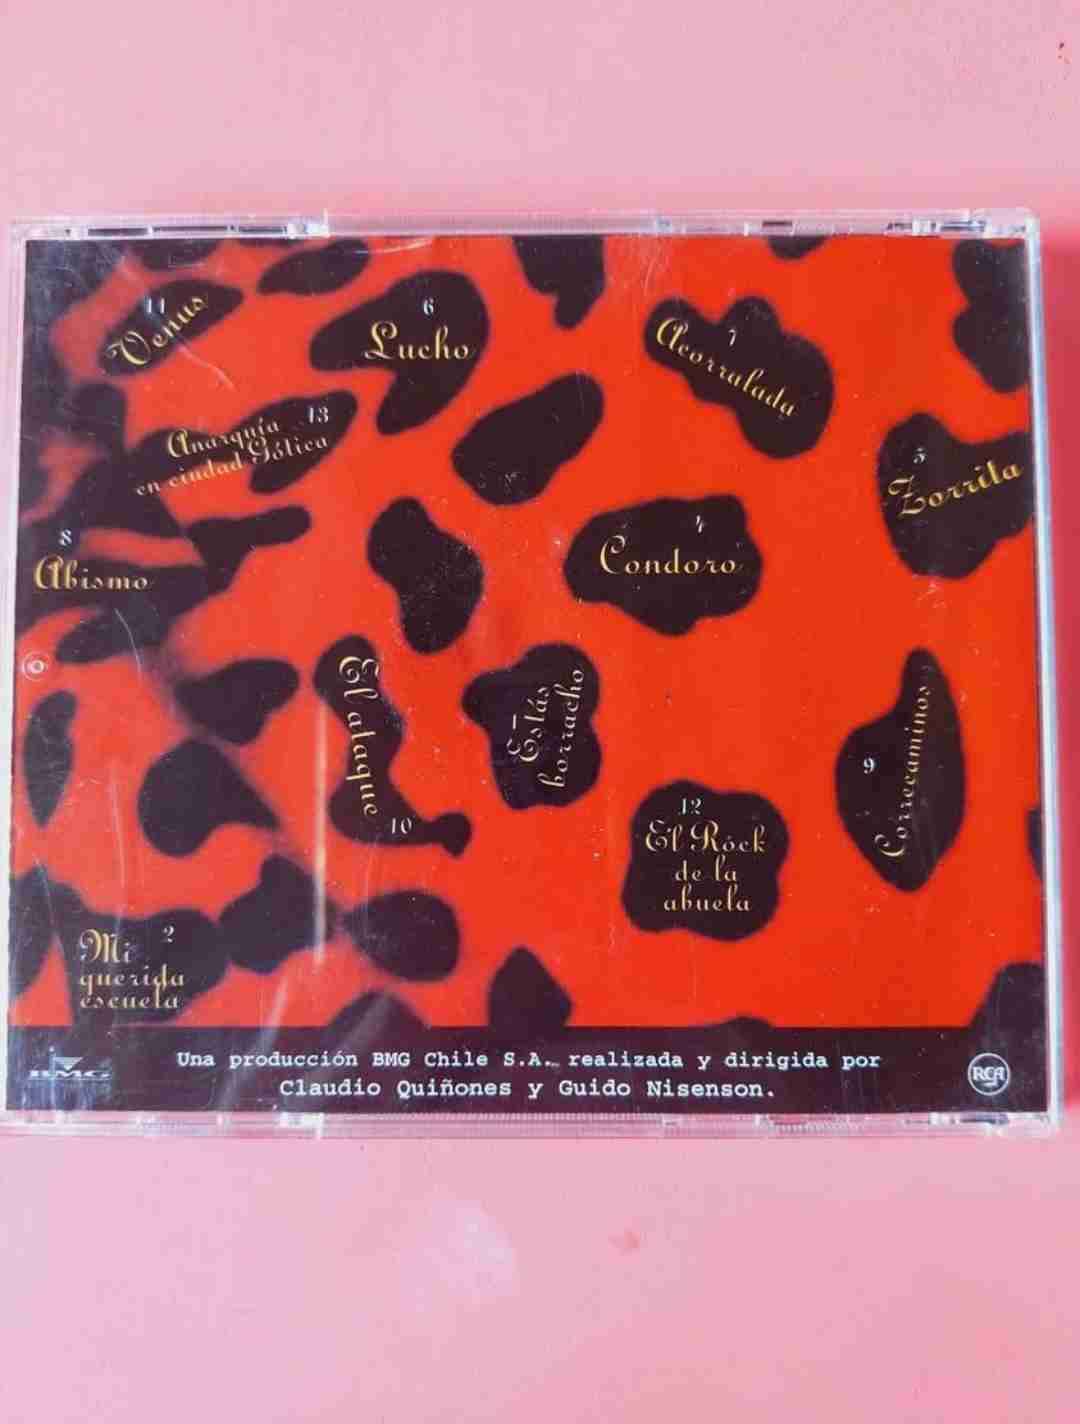 11
Venus
6
Lucho
7
Acorralada
13
Anarquía
en ciudad Gótica
5
Zorrita
8
Abismo
4
Condoro
El ataque
10
1
Estás
borracho
9
Correcaminos
12
El Róck
de la
abuela
2
Mi
querida
escuela
BMG
Una producción BMG Chile S.A. realizada y dirigida por
Claudio Quiñones y Guido Nisenson.
RCA